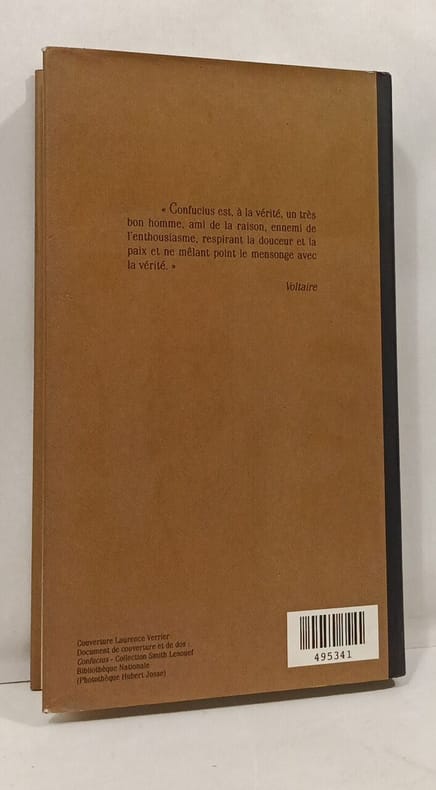 « Confucius est, à la vérité, un très
bon homme, ami de la raison, ennemi de
l'enthousiasme, respirant la douceur et la
paix et ne mêlant point le mensonge avec
la vérité. »
Voltaire
Couverture Laurence Verrier
Document de couverture et de dos :
Confucius - Collection Smith Lesouef
Bibliothèque Nationale
(Photothèque Hubert Josse)
495341